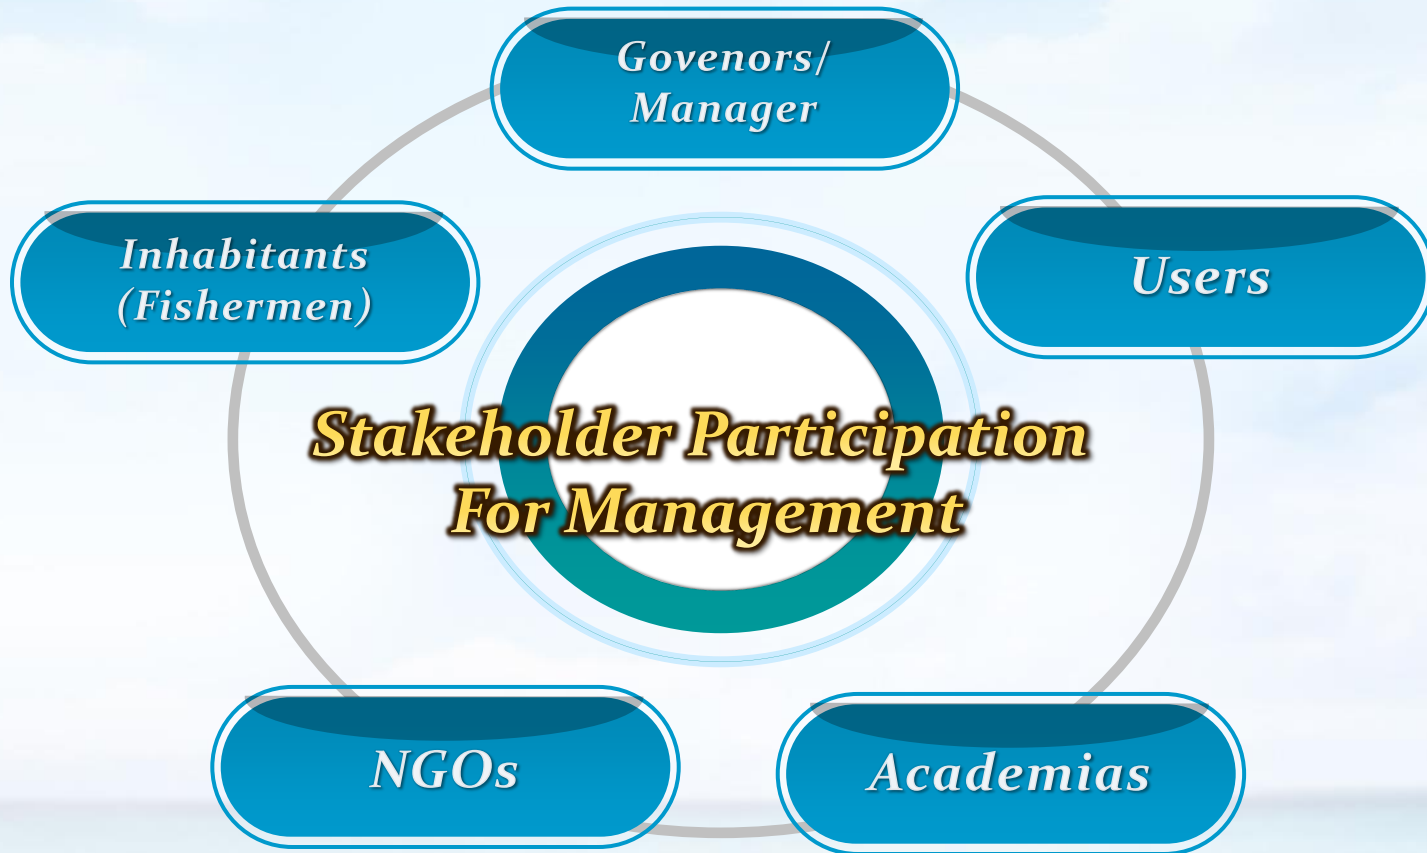 Govenors/
Manager
Inhabitants
(Fishermen)
Users
Stakeholder Participation
For Management
NGOs
Academias